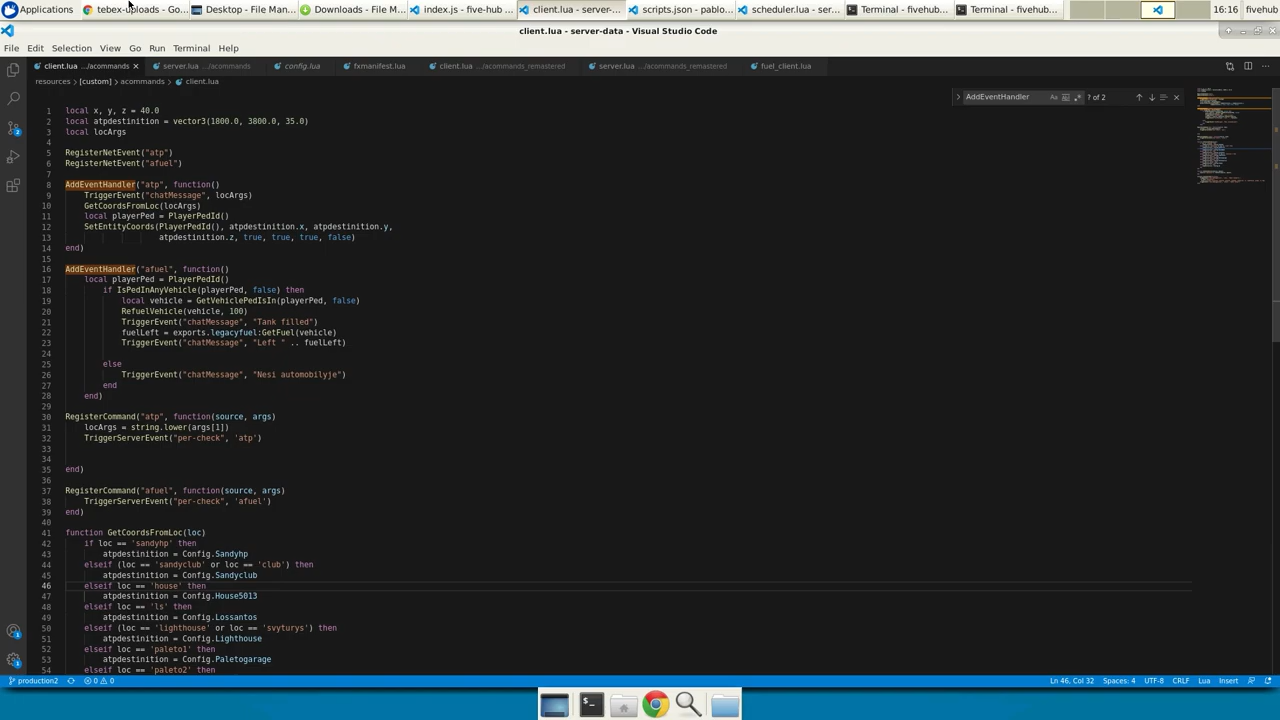 Applications
tebex-uploads - Go...
Desktop - File Man...
Downloads - File M...
index.js - five-hub ...
client.lua - server-...
scripts.json - pablo...
scheduler.lua - ser...
Terminal - fivehub...
Terminal - fivehub...
16:16
fivehub
client.lua - server-data - Visual Studio Code
File Edit Selection View Go Run Terminal Help
client.lua .../acommands
server.lua .../acommands
config.lua
fxmanifest.lua
client.lua .../acommands_remastered
server.lua .../acommands_remastered
fuel_client.lua
resources > [custom] > acommands > client.lua
AddEventHandler
? of 2
1 local x, y, z = 40.0
2 local atpdestinition = vector3(1800.0, 3800.0, 35.0)
3 local locArgs
4
5 RegisterNetEvent("atp")
6 RegisterNetEvent("afuel")
7
8 AddEventHandler("atp", function()
9 TriggerEvent("chatMessage", locArgs)
10 GetCoordsFromLoc(locArgs)
11 local playerPed = PlayerPedId()
12 SetEntityCoords(PlayerPedId(), atpdestinition.x, atpdestinition.y,
13 atpdestinition.z, true, true, true, false)
14 end)
15
16 AddEventHandler("afuel", function()
17 local playerPed = PlayerPedId()
18 if IsPedInAnyVehicle(playerPed, false) then
19 local vehicle = GetVehiclePedIsIn(playerPed, false)
20 RefuelVehicle(vehicle, 100)
21 TriggerEvent("chatMessage", "Tank filled")
22 fuelLeft = exports.legacyfuel:GetFuel(vehicle)
23 TriggerEvent("chatMessage", "Left " .. fuelLeft)
24
25 else
26 TriggerEvent("chatMessage", "Nesi automobilyje")
27 end
28 end)
29
30 RegisterCommand("atp", function(source, args)
31 locArgs = string.lower(args[1])
32 TriggerServerEvent("per-check", 'atp')
33
34
35 end)
36
37 RegisterCommand("afuel", function(source, args)
38 TriggerServerEvent("per-check", 'afuel')
39 end)
40
41 function GetCoordsFromLoc(loc)
42 if loc == 'sandyhp' then
43 atpdestinition = Config.Sandyhp
44 elseif (loc == 'sandyclub' or loc == 'club') then
45 atpdestinition = Config.Sandyclub
46 elseif loc == 'house' then
47 atpdestinition = Config.House5013
48 elseif loc == 'ls' then
49 atpdestinition = Config.Lossantos
50 elseif (loc == 'lighthouse' or loc == 'svyturys') then
51 atpdestinition = Config.Lighthouse
52 elseif loc == 'paleto1' then
53 atpdestinition = Config.Paletogarage
54 elseif loc == 'paleto2' then
production2
0 0
Ln 46, Col 32
Spaces: 4
UTF-8
CRLF
Lua
Insert